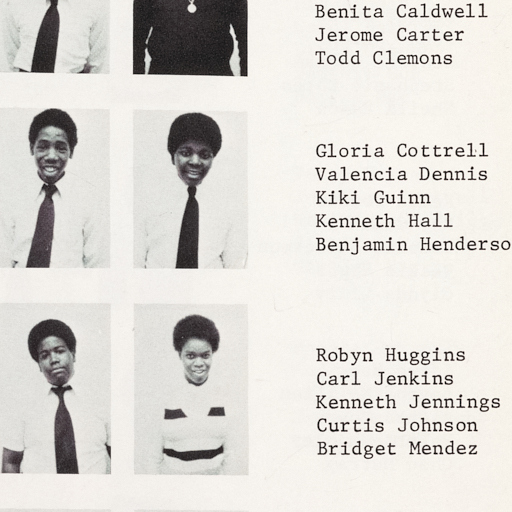 Benita Caldwell
Jerome Carter
Todd Clemons
Gloria Cottrell
Valencia Dennis
Kiki Guinn
Kenneth Hall
Benjamin Henderso
Robyn Huggins
Carl Jenkins
Kenneth Jennings
Curtis Johnson
Bridget Mendez